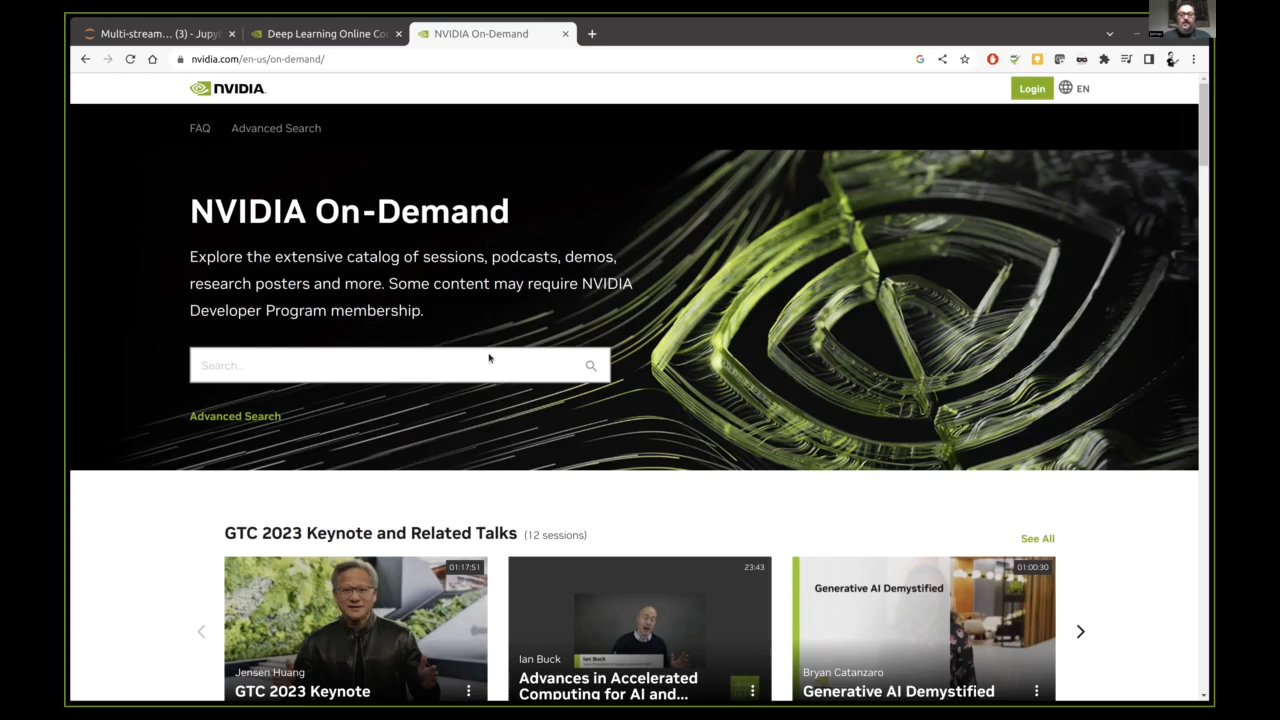 Multi-stream… (3) - Jupyt
Deep Learning Online Co
NVIDIA On-Demand
nvidia.com/en-us/on-demand/
NVIDIA.
Login
EN
FAQ
Advanced Search
NVIDIA On-Demand
Explore the extensive catalog of sessions, podcasts, demos,
research posters and more. Some content may require NVIDIA
Developer Program membership.
Search..
Advanced Search
GTC 2023 Keynote and Related Talks (12 sessions)
See All
01:17:51
Jensen Huang
GTC 2023 Keynote
23:43
Ian Buck
Ian Buck
Advances in Accelerated
Computing for AI and...
01:00:30
Generative AI Demystified
Bryan Catanzaro
Generative AI Demystified